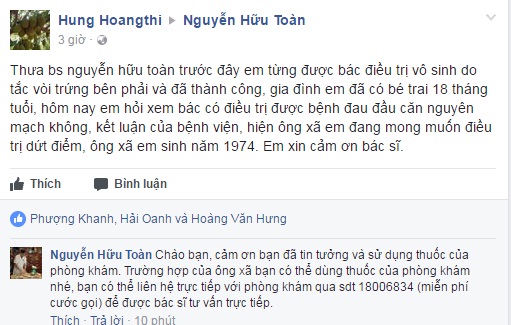 Hung Hoangthi ▸ Nguyễn Hữu Toàn
3 giờ ·
Thưa bs nguyễn hữu toàn trước đây em từng được bác điều trị vô sinh do
tắc vòi trứng bên phải và đã thành công, gia đình em đã có bé trai 18 tháng
tuổi, hôm nay em hỏi xem bác có điều trị được bệnh đau đầu căn nguyên
mạch không, kết luận của bệnh viện, hiện ông xã em đang mong muốn điều
trị dứt điểm, ông xã em sinh năm 1974. Em xin cảm ơn bác sĩ.
Thích Bình luận
Phượng Khanh, Hải Oanh và Hoàng Văn Hưng
Nguyễn Hữu Toàn Chào bạn, cảm ơn bạn đã tin tưởng và sử dụng thuốc của
phòng khám. Trường hợp của ông xã bạn có thể dùng thuốc của phòng khám
nhé, bạn có thể liên hệ trực tiếp với phòng khám qua sdt 18006834 (miễn phí
cước gọi) để được bác sĩ tư vấn trực tiếp.
Thích · Trả lời · 10 phút